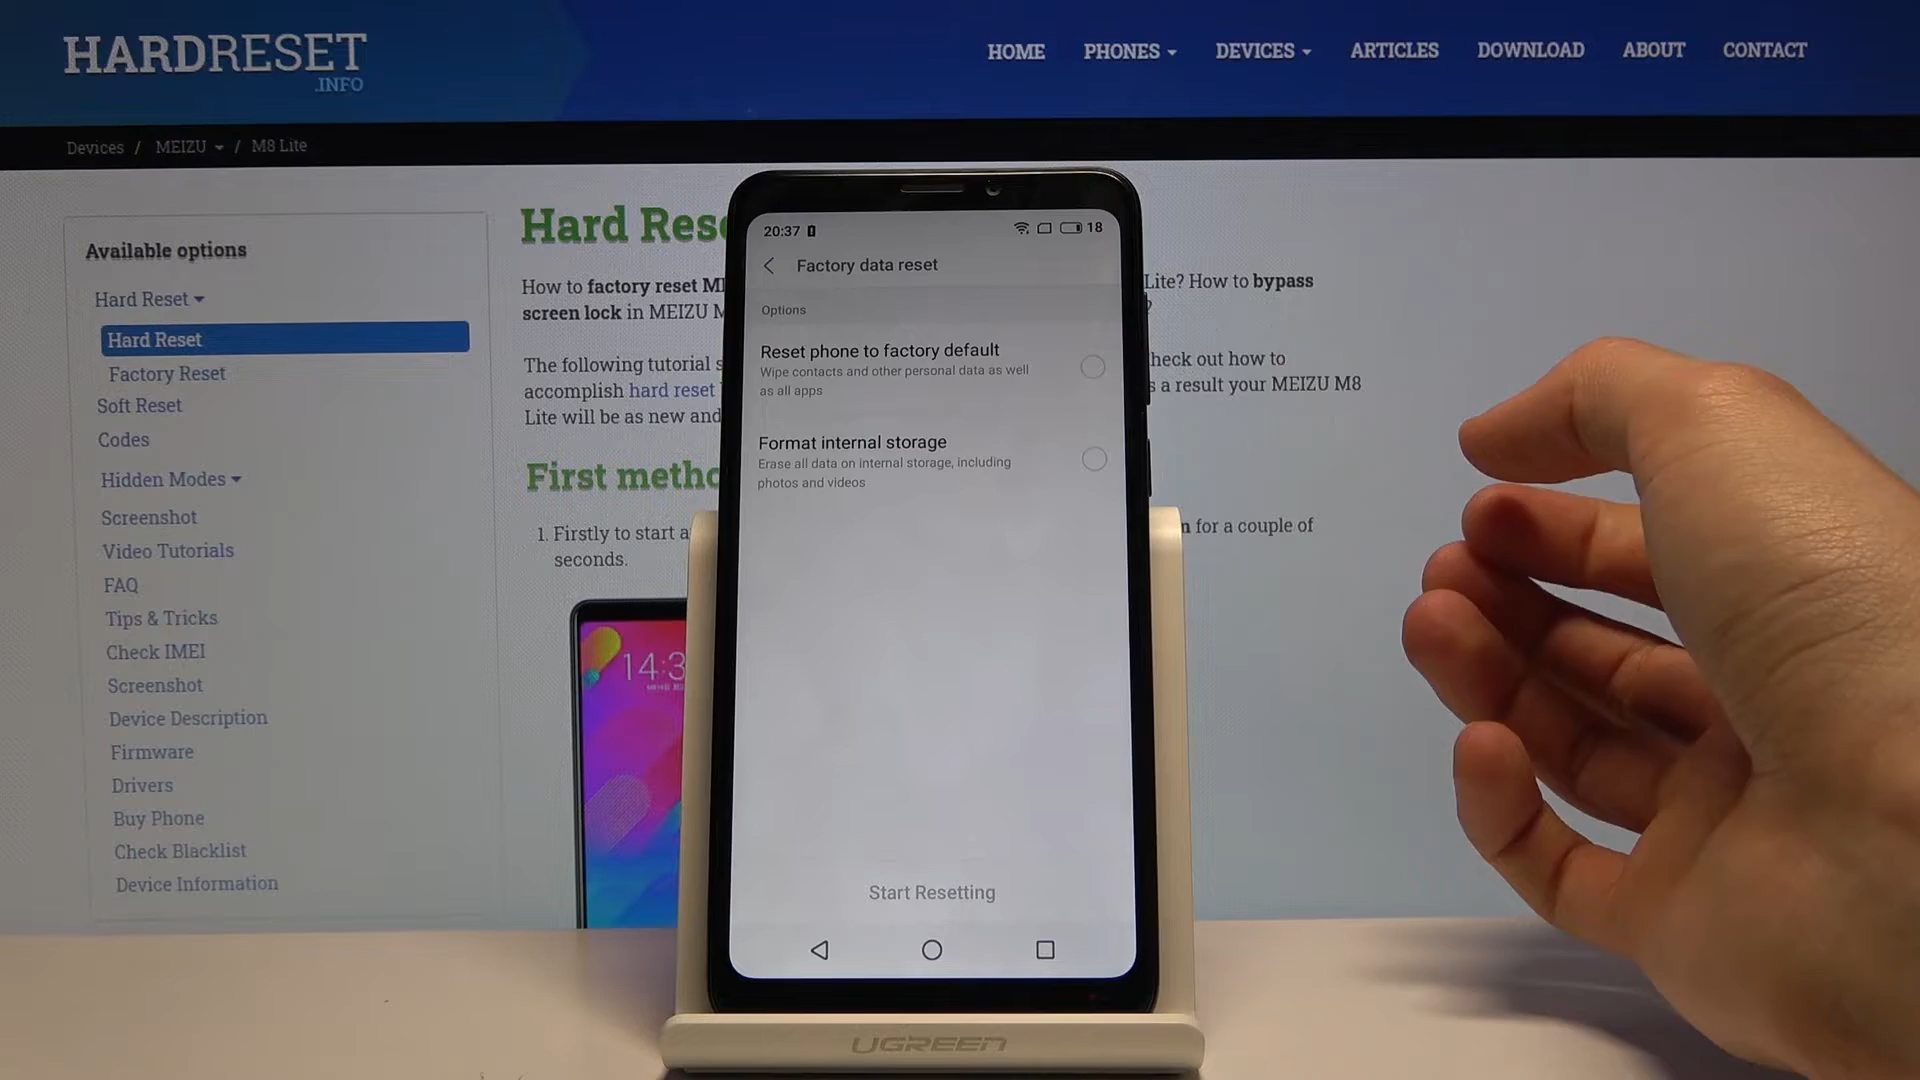 HARDRESET
.INFO
HOME PHONES DEVICES ARTICLES DOWNLOAD ABOUT CONTACT
Devices / MEIZU / M8 Lite
Available options
Hard Reset
Hard Reset
Factory Reset
Soft Reset
Codes
Hidden Modes
Screenshot
Video Tutorials
FAQ
Tips & Tricks
Check IMEI
Screenshot
Device Description
Firmware
Drivers
Buy Phone
Check Blacklist
Device Information
Hard Rese
How to factory reset M Lite? How to bypass
screen lock in MEIZU M ?
The following tutorial s heck out how to
accomplish hard reset s a result your MEIZU M8
Lite will be as new and
First metho
1. Firstly to start a n for a couple of
seconds.
14:3
20:37 18
Factory data reset
Options
Reset phone to factory default
Wipe contacts and other personal data as well
as all apps
Format internal storage
Erase all data on internal storage, including
photos and videos
Start Resetting
UGREEN